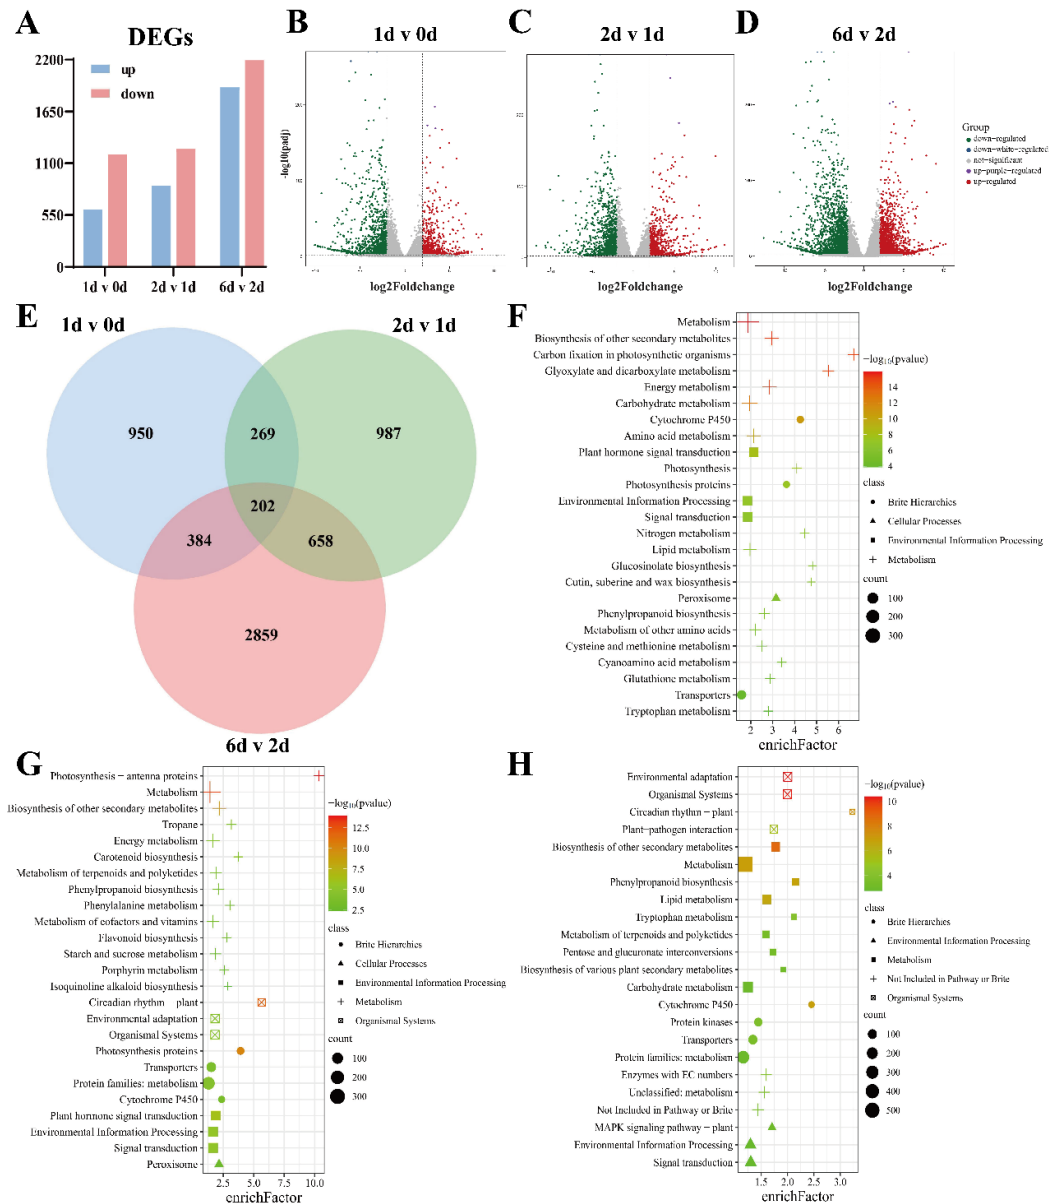 A
DEGs
up
down
2200
1650
1100
550
0
1d v 0d
2d v 1d
6d v 2d
B
1d v 0d
-log10(padj)
log2Foldchange
C
2d v 1d
log2Foldchange
D
6d v 2d
log2Foldchange
Group
down-regulated
down-white-regulated
not-significant
up-purple-regulated
up-regulated
E
1d v 0d
2d v 1d
950
269
987
202
384
658
2859
6d v 2d
F
Metabolism
Biosynthesis of other secondary metabolites
Carbon fixation in photosynthetic organisms
Glyoxylate and dicarboxylate metabolism
Energy metabolism
Carbohydrate metabolism
Cytochrome P450
Amino acid metabolism
Plant hormone signal transduction
Photosynthesis
Photosynthesis proteins
Environmental Information Processing
Signal transduction
Nitrogen metabolism
Lipid metabolism
Glucosinolate biosynthesis
Cutin, suberine and wax biosynthesis
Peroxisome
Phenylpropanoid biosynthesis
Metabolism of other amino acids
Cysteine and methionine metabolism
Cyanoamino acid metabolism
Glutathione metabolism
Transporters
Tryptophan metabolism
2 3 4 5 6
enrichFactor
−log₁₀(pvalue)
14
12
10
8
6
4
class
Brite Hierarchies
Cellular Processes
Environmental Information Processing
Metabolism
count
100
200
300
G
Photosynthesis − antenna proteins
Metabolism
Biosynthesis of other secondary metabolites
Tropane
Energy metabolism
Carotenoid biosynthesis
Metabolism of terpenoids and polyketides
Phenylpropanoid biosynthesis
Phenylalanine metabolism
Metabolism of cofactors and vitamins
Flavonoid biosynthesis
Starch and sucrose metabolism
Porphyrin metabolism
Isoquinoline alkaloid biosynthesis
Circadian rhythm − plant
Environmental adaptation
Organismal Systems
Photosynthesis proteins
Transporters
Protein families: metabolism
Cytochrome P450
Plant hormone signal transduction
Environmental Information Processing
Signal transduction
Peroxisome
2.5 5.0 7.5 10.0
enrichFactor
−log₁₀(pvalue)
12.5
10.0
7.5
5.0
2.5
class
Brite Hierarchies
Cellular Processes
Environmental Information Processing
Metabolism
Organismal Systems
count
100
200
300
H
Environmental adaptation
Organismal Systems
Circadian rhythm − plant
Plant−pathogen interaction
Biosynthesis of other secondary metabolites
Metabolism
Phenylpropanoid biosynthesis
Lipid metabolism
Tryptophan metabolism
Metabolism of terpenoids and polyketides
Pentose and glucuronate interconversions
Biosynthesis of various plant secondary metabolites
Carbohydrate metabolism
Cytochrome P450
Protein kinases
Transporters
Protein families: metabolism
Enzymes with EC numbers
Unclassified: metabolism
Not Included in Pathway or Brite
MAPK signaling pathway − plant
Environmental Information Processing
Signal transduction
1.5 2.0 2.5 3.0
enrichFactor
−log₁₀(pvalue)
10
8
6
4
class
Brite Hierarchies
Environmental Information Processing
Metabolism
Not Included in Pathway or Brite
Organismal Systems
count
100
200
300
400
500